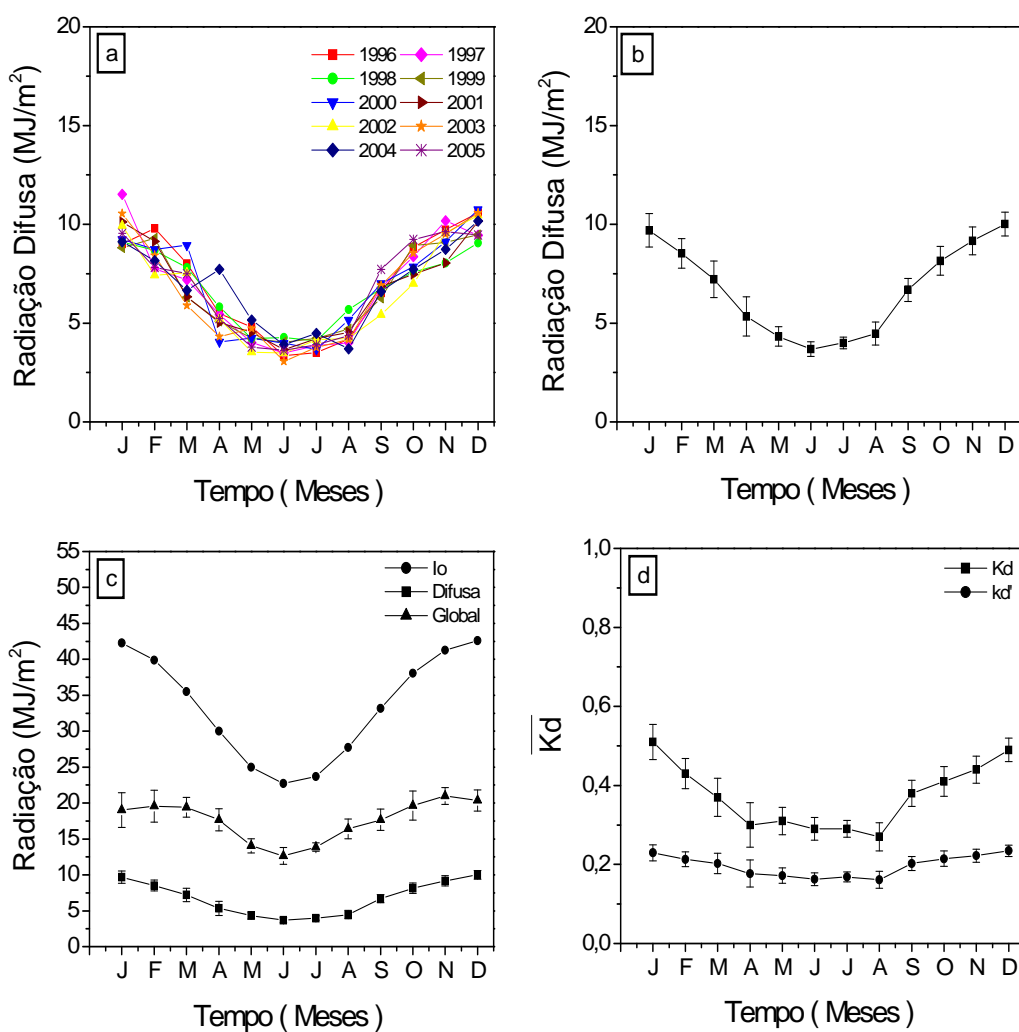 a
1996 1997
1998 1999
2000 2001
2002 2003
2004 2005
Radiação Difusa (MJ/m²)
20
15
10
5
0
J F M A M J J A S O N D
Tempo ( Meses )
b
Radiação Difusa (MJ/m²)
20
15
10
5
0
J F M A M J J A S O N D
Tempo ( Meses )
c
Io
Difusa
Global
Radiação (MJ/m²)
55
50
45
40
35
30
25
20
15
10
5
0
J F M A M J J A S O N D
Tempo ( Meses )
d
Kd
kd'
K̅d̅
1,0
0,8
0,6
0,4
0,2
0,0
J F M A M J J A S O N D
Tempo ( Meses )